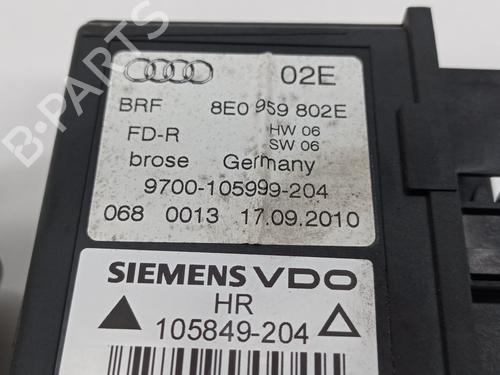 02E
BRF 8E0 959 802E
FD-R HW 06
SW 06
brose Germany
9700-105999-204
068 0013 17.09.2010
SIEMENS VDO
HR
105849-204